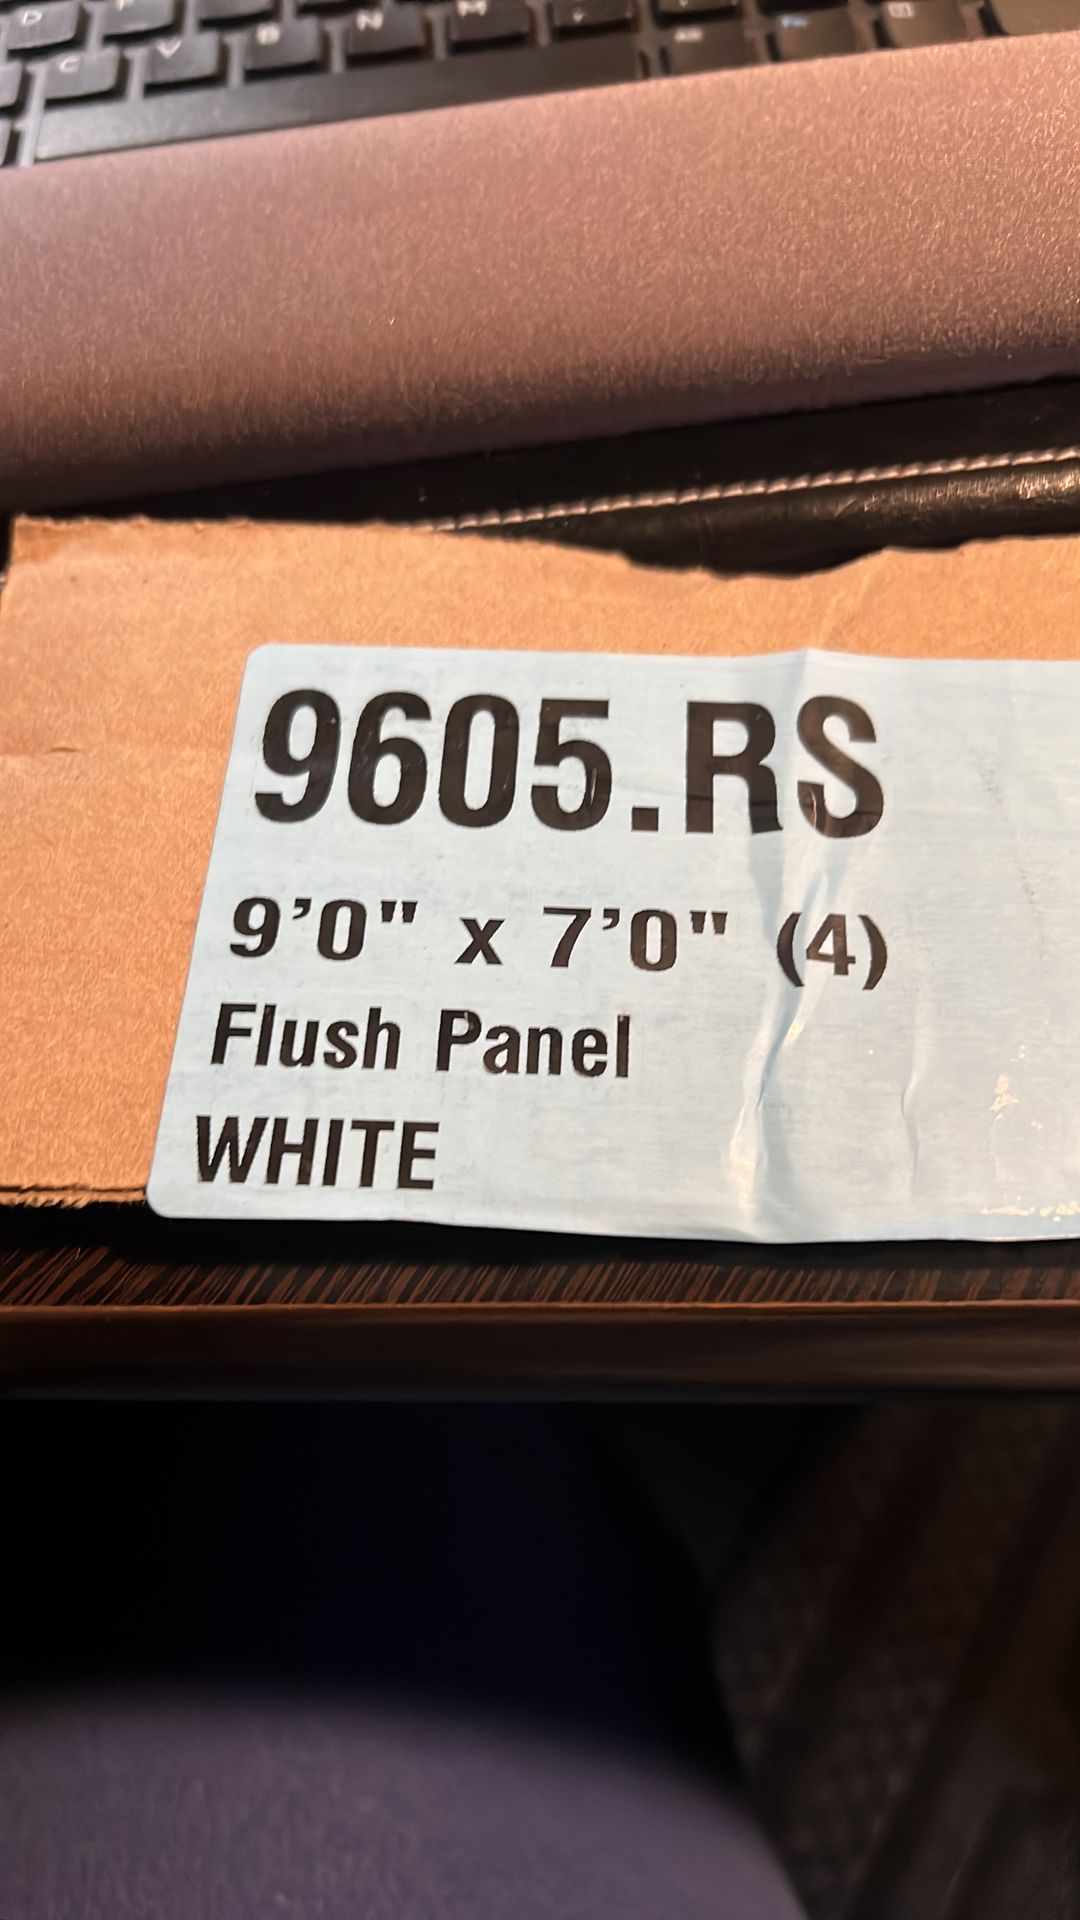 D F
C V B N M
9605.RS
9’0" x 7’0" (4)
Flush Panel
WHITE